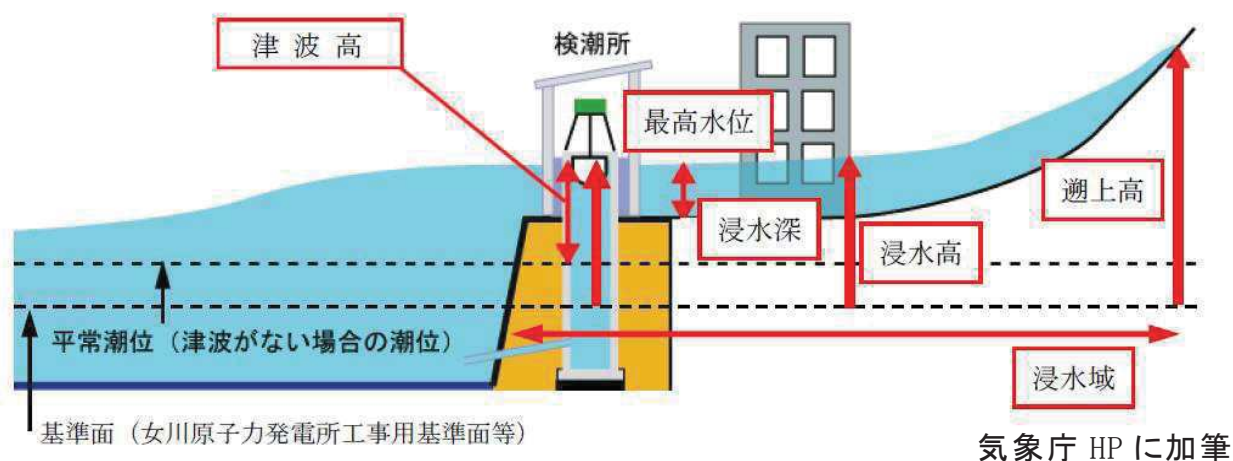 津 波 高
検潮所
最高水位
遡上高
浸水深
浸水高
平常潮位（津波がない場合の潮位）
浸水域
基準面（女川原子力発電所工事用基準面等）
気象庁 HP に加筆